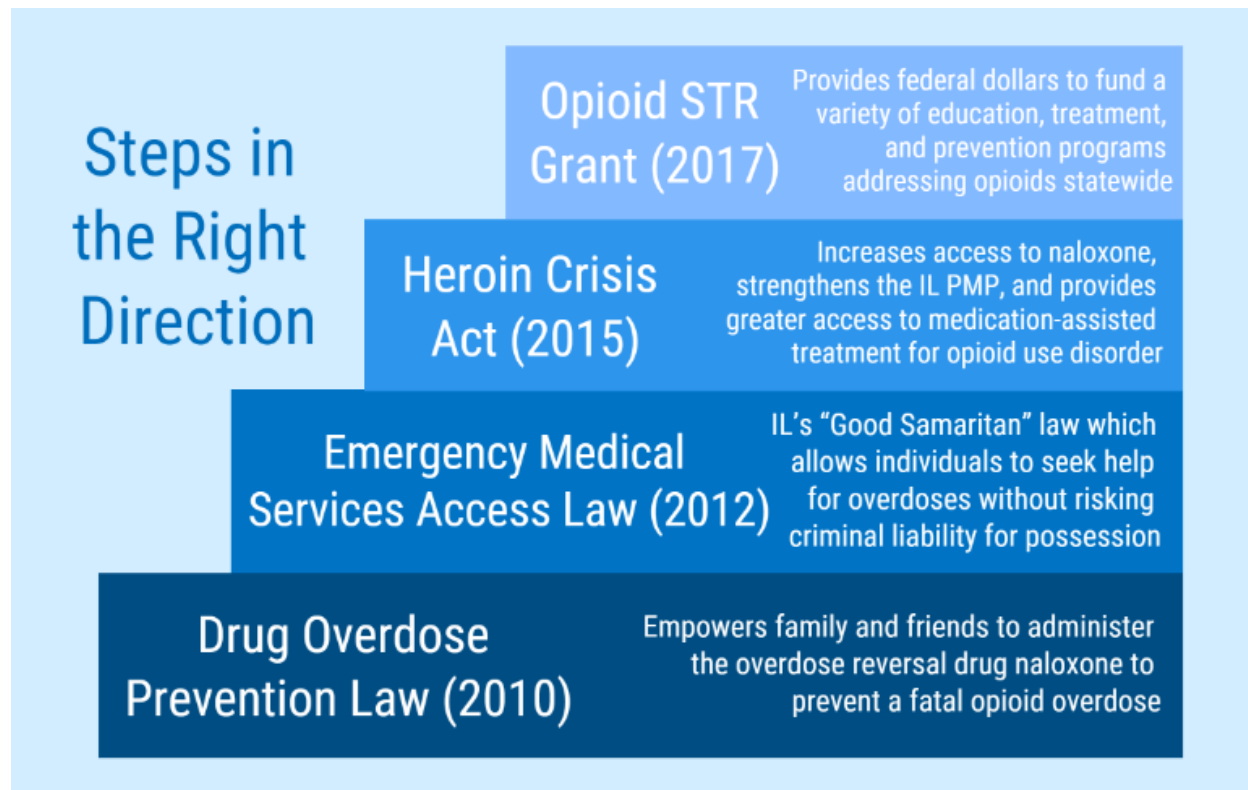 Steps in
the Right
Direction
Opioid STR
Grant (2017)
Provides federal dollars to fund a
variety of education, treatment,
and prevention programs
addressing opioids statewide
Heroin Crisis
Act (2015)
Increases access to naloxone,
strengthens the IL PMP, and provides
greater access to medication-assisted
treatment for opioid use disorder
Emergency Medical
Services Access Law (2012)
IL’s “Good Samaritan” law which
allows individuals to seek help
for overdoses without risking
criminal liability for possession
Drug Overdose
Prevention Law (2010)
Empowers family and friends to administer
the overdose reversal drug naloxone to
prevent a fatal opioid overdose